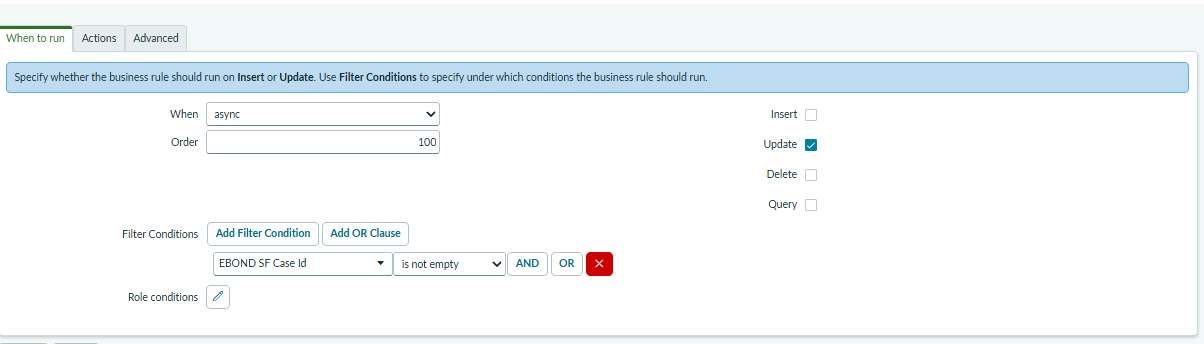 When to run Actions Advanced
Specify whether the business rule should run on Insert or Update. Use Filter Conditions to specify under which conditions the business rule should run.
When async Insert
Order 100
Update
Delete
Query
Filter Conditions Add Filter Condition Add OR Clause
EBOND SF Case Id is not empty AND OR
Role conditions